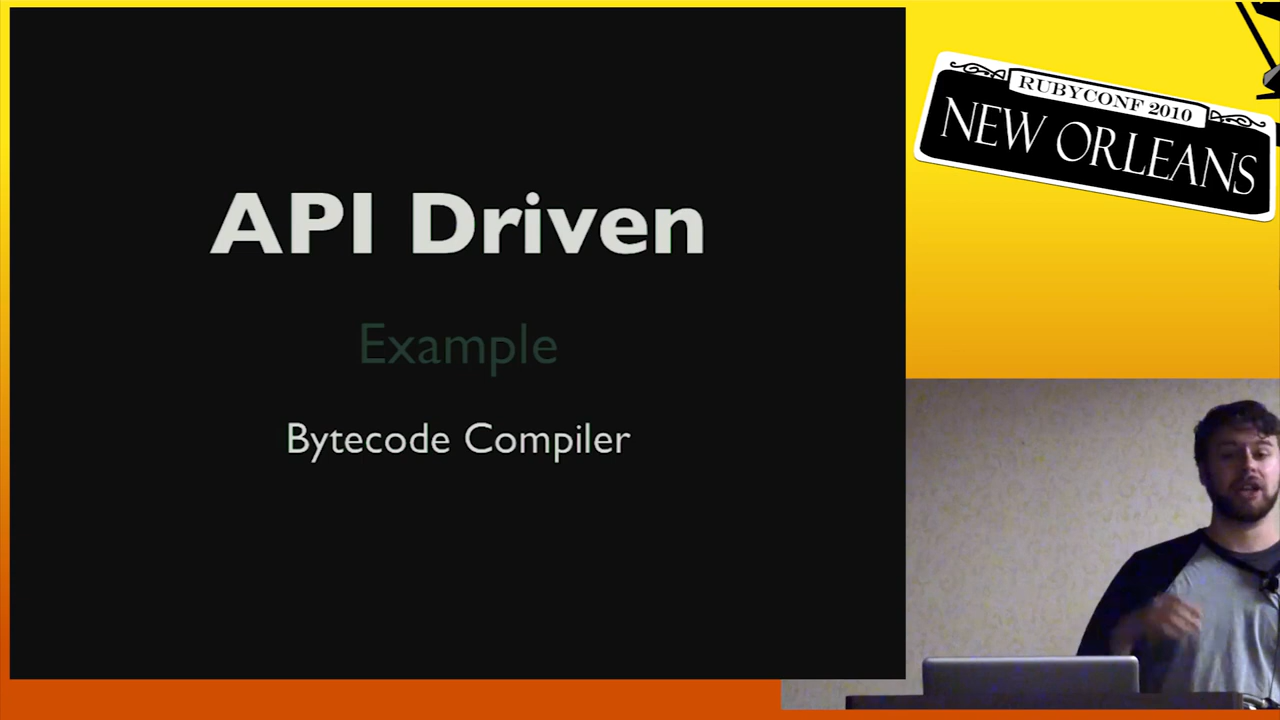 API Driven
Example
Bytecode Compiler
RUBYCONF 2010
NEW ORLEANS